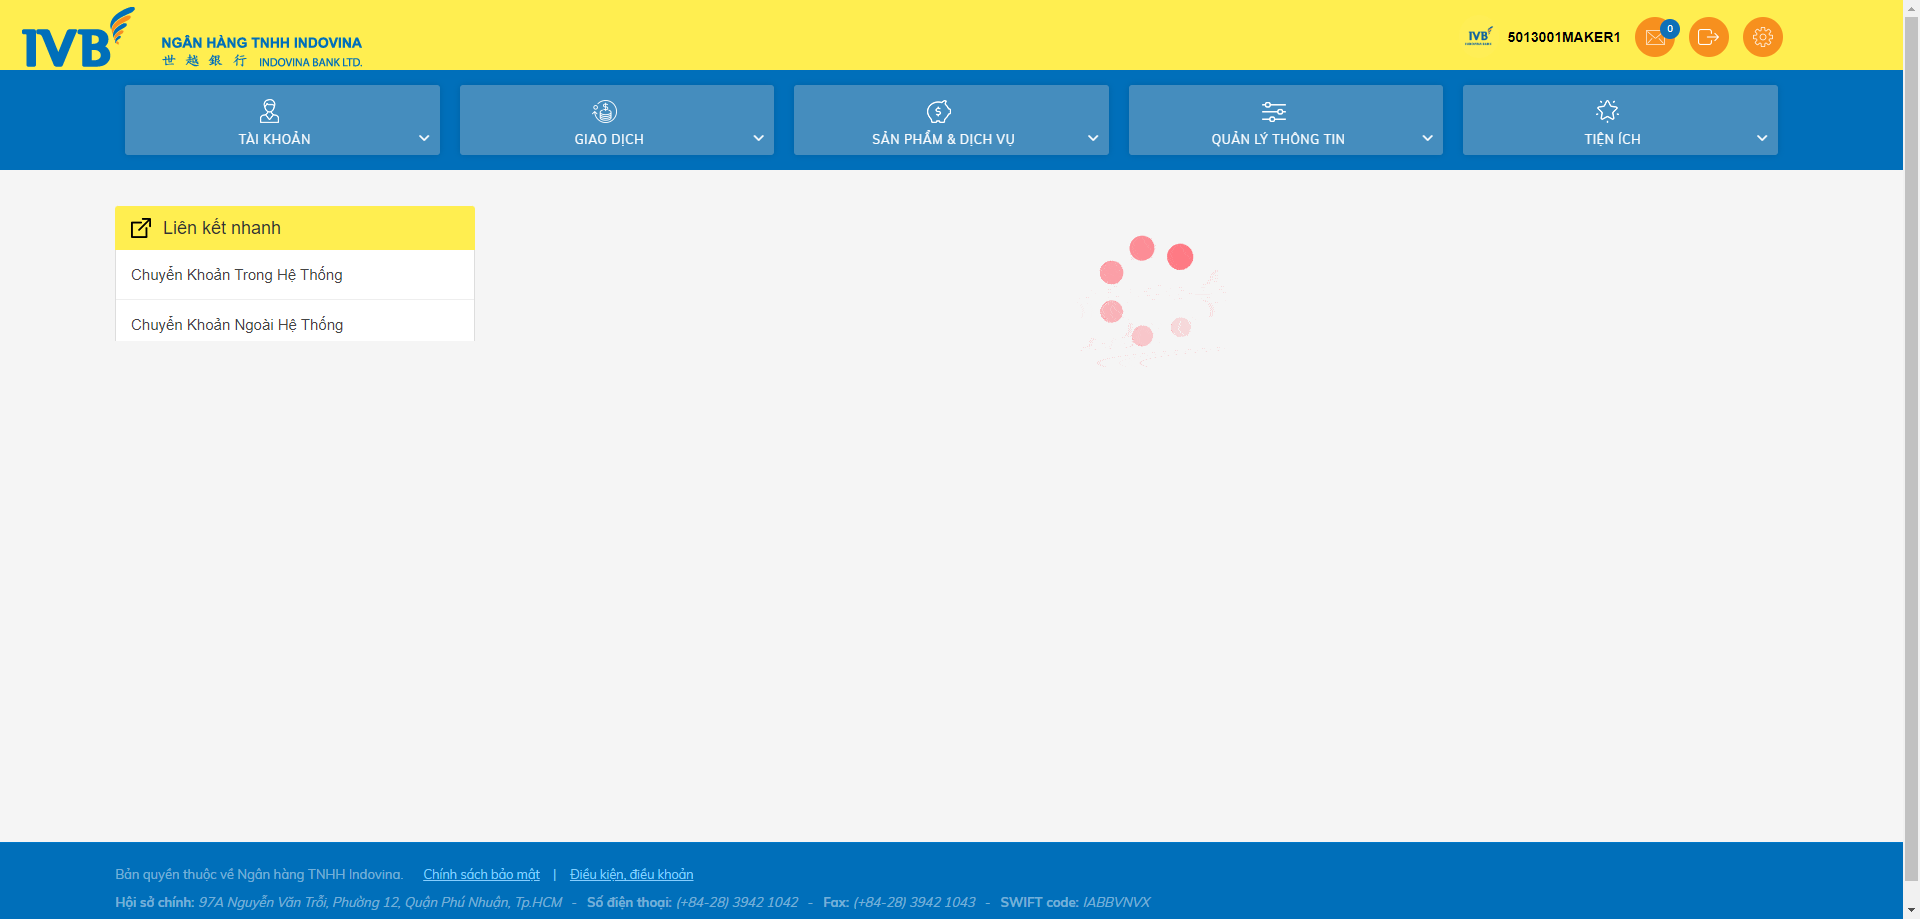 IVB
NGÂN HÀNG TNHH INDOVINA
世 越 銀 行 INDOVINA BANK LTD.
IVB 5013001MAKER1 0
TÀI KHOẢN
GIAO DỊCH
SẢN PHẨM & DỊCH VỤ
QUẢN LÝ THÔNG TIN
TIỆN ÍCH
Liên kết nhanh
Chuyển Khoản Trong Hệ Thống
Chuyển Khoản Ngoài Hệ Thống
Bản quyền thuộc về Ngân hàng TNHH Indovina. Chính sách bảo mật | Điều kiện, điều khoản
Hội sở chính: 97A Nguyễn Văn Trỗi, Phường 12, Quận Phú Nhuận, Tp.HCM - Số điện thoại: (+84-28) 3942 1042 - Fax: (+84-28) 3942 1043 - SWIFT code: IABBVNVX